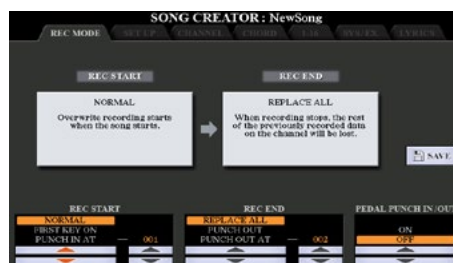 SONG CREATOR : NewSong
REC MODE SET UP CHANNEL CHORD 1-16 SYS/EX. LYRICS
REC START REC END
NORMAL
Overwrite recording starts
when the song starts.
REPLACE ALL
When recording stops, the rest
of the previously recorded data
on the channel will be lost.
SAVE
REC START REC END PEDAL PUNCH IN/OUT
NORMAL REPLACE ALL
FIRST KEY ON PUNCH OUT ON
PUNCH IN AT — 001 PUNCH OUT AT — 002 OFF